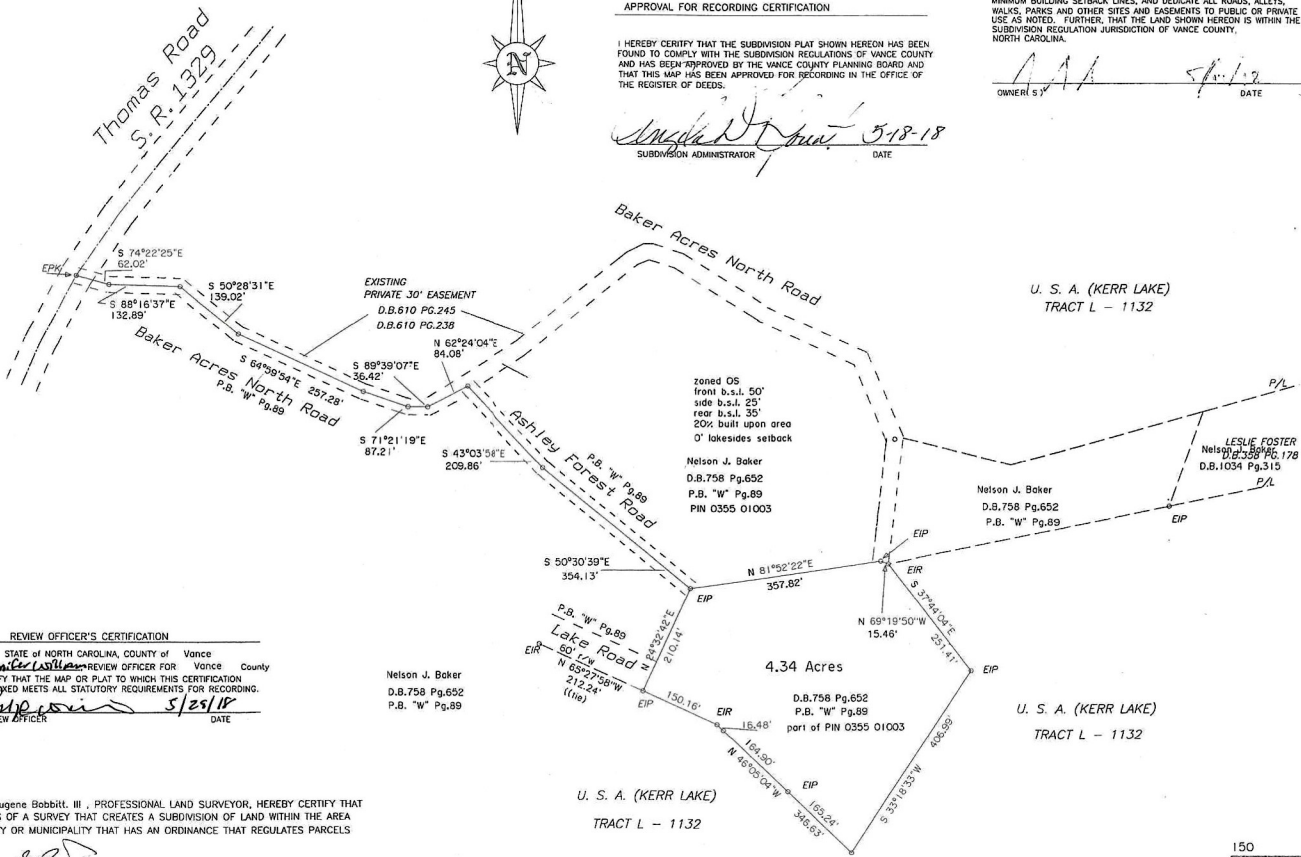 APPROVAL FOR RECORDING CERTIFICATION
I HEREBY CERITFY THAT THE SUBDIVISION PLAT SHOWN HEREON HAS BEEN
FOUND TO COMPLY WITH THE SUBDIVISION REGULATIONS OF VANCE COUNTY
AND HAS BEEN APPROVED BY THE VANCE COUNTY PLANNING BOARD AND
THAT THIS MAP HAS BEEN APPROVED FOR RECORDING IN THE OFFICE OF
THE REGISTER OF DEEDS.
5-18-18
SUBDIVISION ADMINISTRATOR DATE
MINIMUM BUILDING SETBACK LINES, AND DEDICATE ALL ROADS, ALLEYS,
WALKS, PARKS AND OTHER SITES AND EASEMENTS TO PUBLIC OR PRIVATE
USE AS NOTED. FURTHER, THAT THE LAND SHOWN HEREON IS WITHIN THE
SUBDIVISION REGULATION JURISDICTION OF VANCE COUNTY,
NORTH CAROLINA.
OWNER(S) DATE
N
Thomas Road
S. R. 1329
EPK
S 74°22'25"E
62.02'
S 88°16'37"E
132.89'
S 50°28'31"E
139.02'
EXISTING
PRIVATE 30' EASEMENT
D.B.610 PG.245
D.B.610 PG.238
Baker Acres North Road
P.B. "W" Pg.89
S 64°59'54"E 257.28'
S 71°21'19"E
87.21'
S 89°39'07"E
36.42'
N 62°24'04"E
84.08'
Baker Acres North Road
S 43°03'58"E
209.86'
Ashley Forest Road
P.B. "W" Pg.89
S 50°30'39"E
354.13'
zoned OS
front b.s.l. 50'
side b.s.l. 25'
rear b.s.l. 35'
20% built upon area
0' lakesides setback
Nelson J. Baker
D.B.758 Pg.652
P.B. "W" Pg.89
PIN 0355 01003
U. S. A. (KERR LAKE)
TRACT L - 1132
P/L
LESLIE FOSTER
D.B.358 PG.178
Nelson J. Baker
D.B.1034 Pg.315
P/L
EIP
Nelson J. Baker
D.B.758 Pg.652
P.B. "W" Pg.89
EIP
EIR
N 81°52'22"E
357.82'
EIP
N 69°19'50"W
15.46'
S 37°44'04"E
251.41'
EIP
P.B. "W" Pg.89
Lake Road
60' r/w
EIR
N 65°27'58"W
212.24'
((tie)
N 24°32'42"E
210.14'
EIP
150.16'
EIR
16.48'
164.90'
N 46°05'04"W
EIP
165.24'
346.63'
S 33°18'33"W
406.99'
4.34 Acres
D.B.758 Pg.652
P.B. "W" Pg.89
part of PIN 0355 01003
U. S. A. (KERR LAKE)
TRACT L - 1132
U. S. A. (KERR LAKE)
TRACT L - 1132
Nelson J. Baker
D.B.758 Pg.652
P.B. "W" Pg.89
REVIEW OFFICER'S CERTIFICATION
STATE of NORTH CAROLINA, COUNTY of Vance
REVIEW OFFICER FOR Vance County
FY THAT THE MAP OR PLAT TO WHICH THIS CERTIFICATION
XED MEETS ALL STATUTORY REQUIREMENTS FOR RECORDING.
5/25/18
EW OFFICER DATE
ugene Bobbitt. III , PROFESSIONAL LAND SURVEYOR, HEREBY CERTIFY THAT
S OF A SURVEY THAT CREATES A SUBDIVISION OF LAND WITHIN THE AREA
Y OR MUNICIPALITY THAT HAS AN ORDINANCE THAT REGULATES PARCELS
150